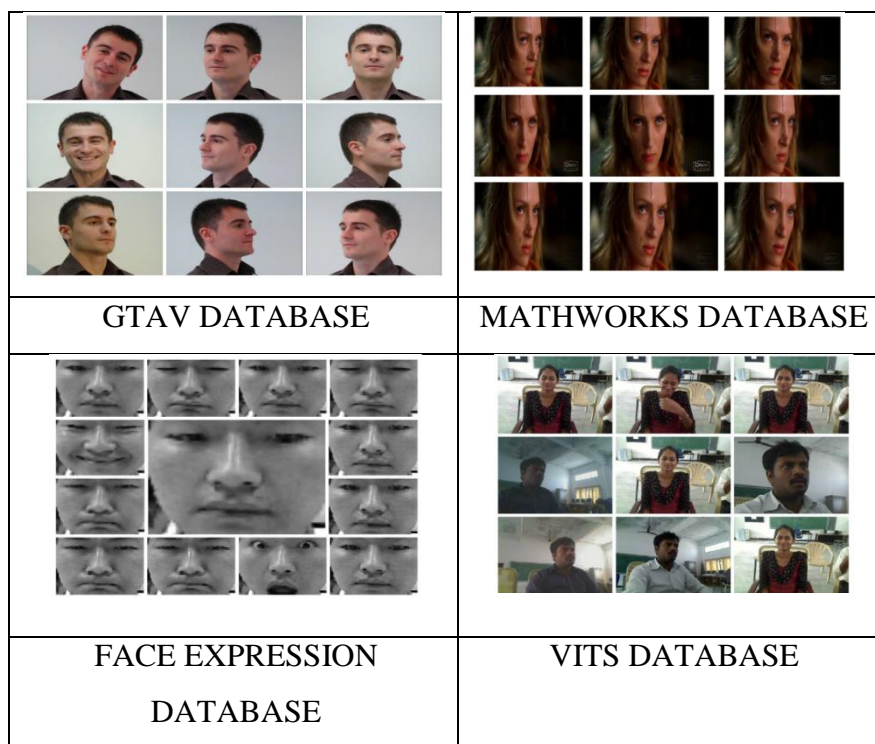 GTAV DATABASE
MATHWORKS DATABASE
FACE EXPRESSION
DATABASE
VITS DATABASE